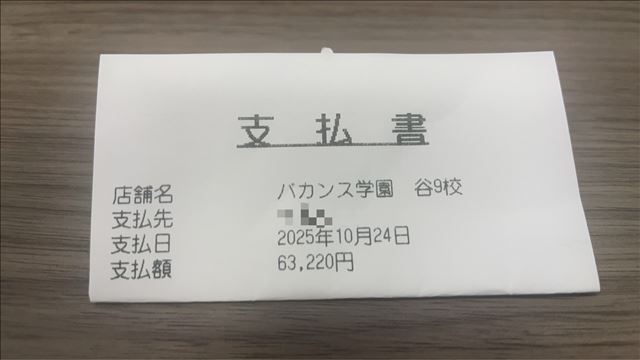 支払書
店舗名 バカンス学園 谷9校
支払先
支払日 2025年10月24日
支払額 63,220円